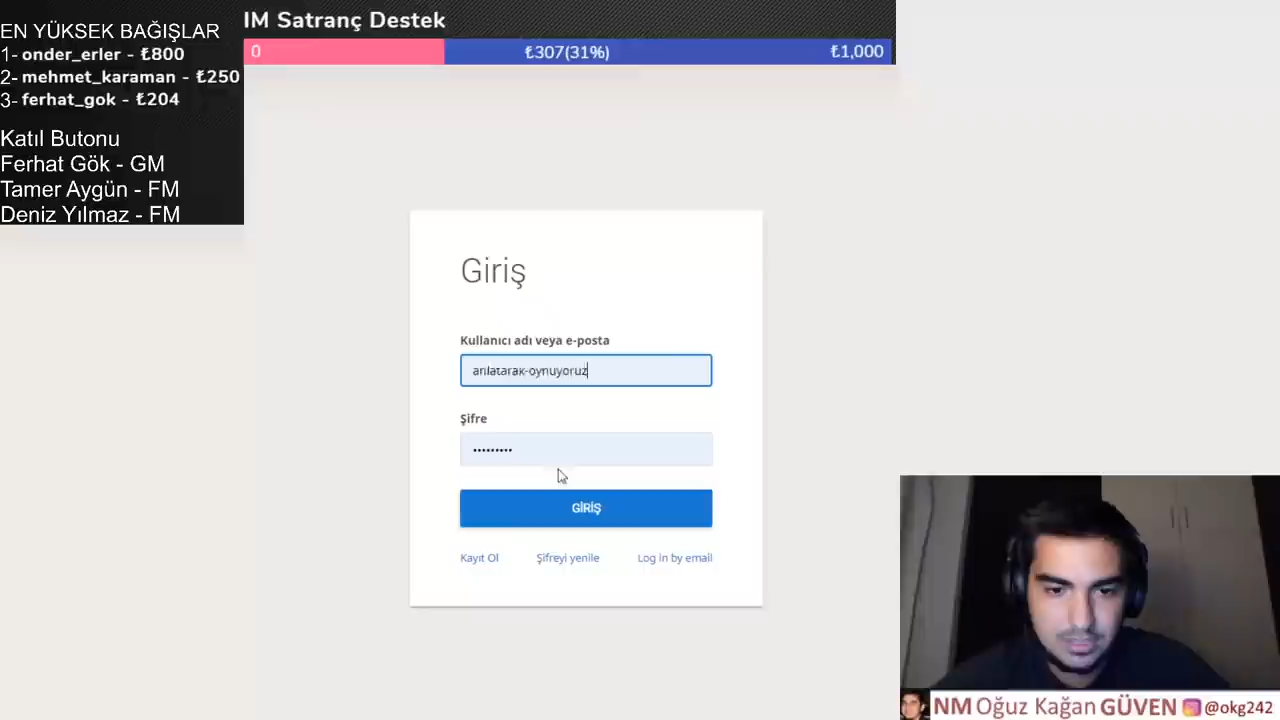 EN YÜKSEK BAĞIŞLAR
1- onder_erler - ₺800
2- mehmet_karaman - ₺250
3- ferhat_gok - ₺204
Katıl Butonu
Ferhat Gök - GM
Tamer Aygün - FM
Deniz Yılmaz - FM
IM Satranç Destek
0 ₺307(31%) ₺1,000
Giriş
Kullanıcı adı veya e-posta
anlatarak-oynuyoruz
Şifre
•••••••••
GİRİŞ
Kayıt Ol Şifreyi yenile Log in by email
NM Oğuz Kağan GÜVEN @okg242